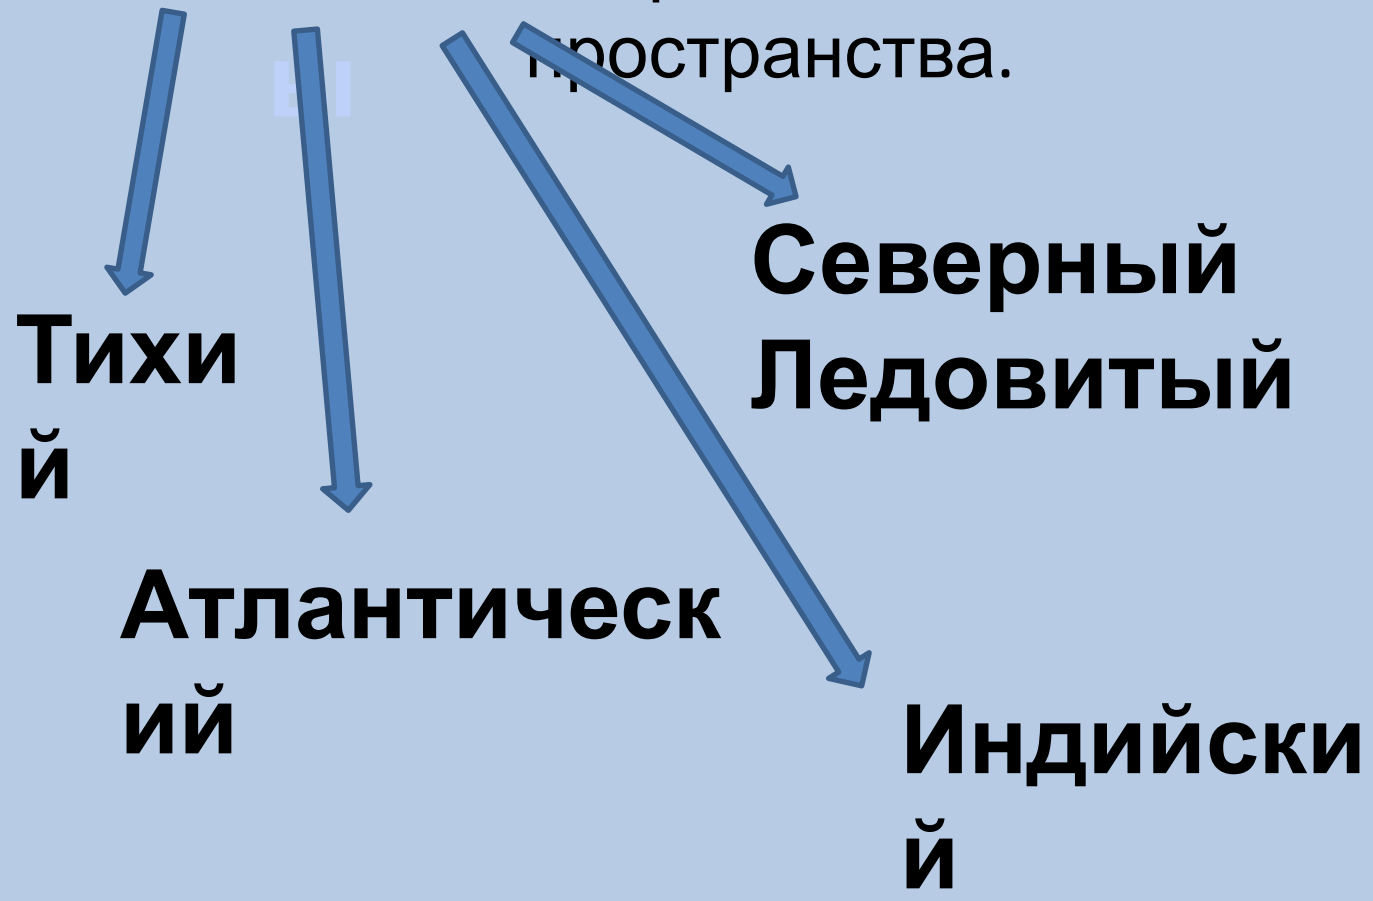 пространства.
ы
Северный
Ледовитый
Тихи
й
Атлантическ
ий
Индийски
й